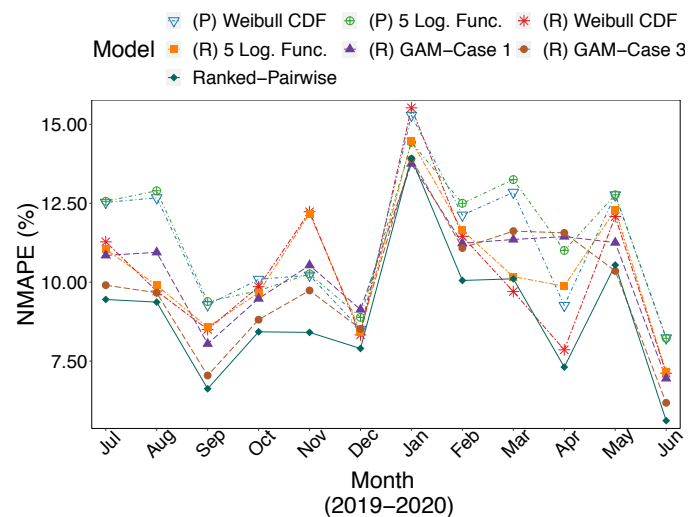 (P) Weibull CDF (P) 5 Log. Func. (R) Weibull CDF
Model (R) 5 Log. Func. (R) GAM−Case 1 (R) GAM−Case 3
Ranked−Pairwise
NMAPE (%)
15.00
12.50
10.00
7.50
Jul Aug Sep Oct Nov Dec Jan Feb Mar Apr May Jun
Month
(2019−2020)